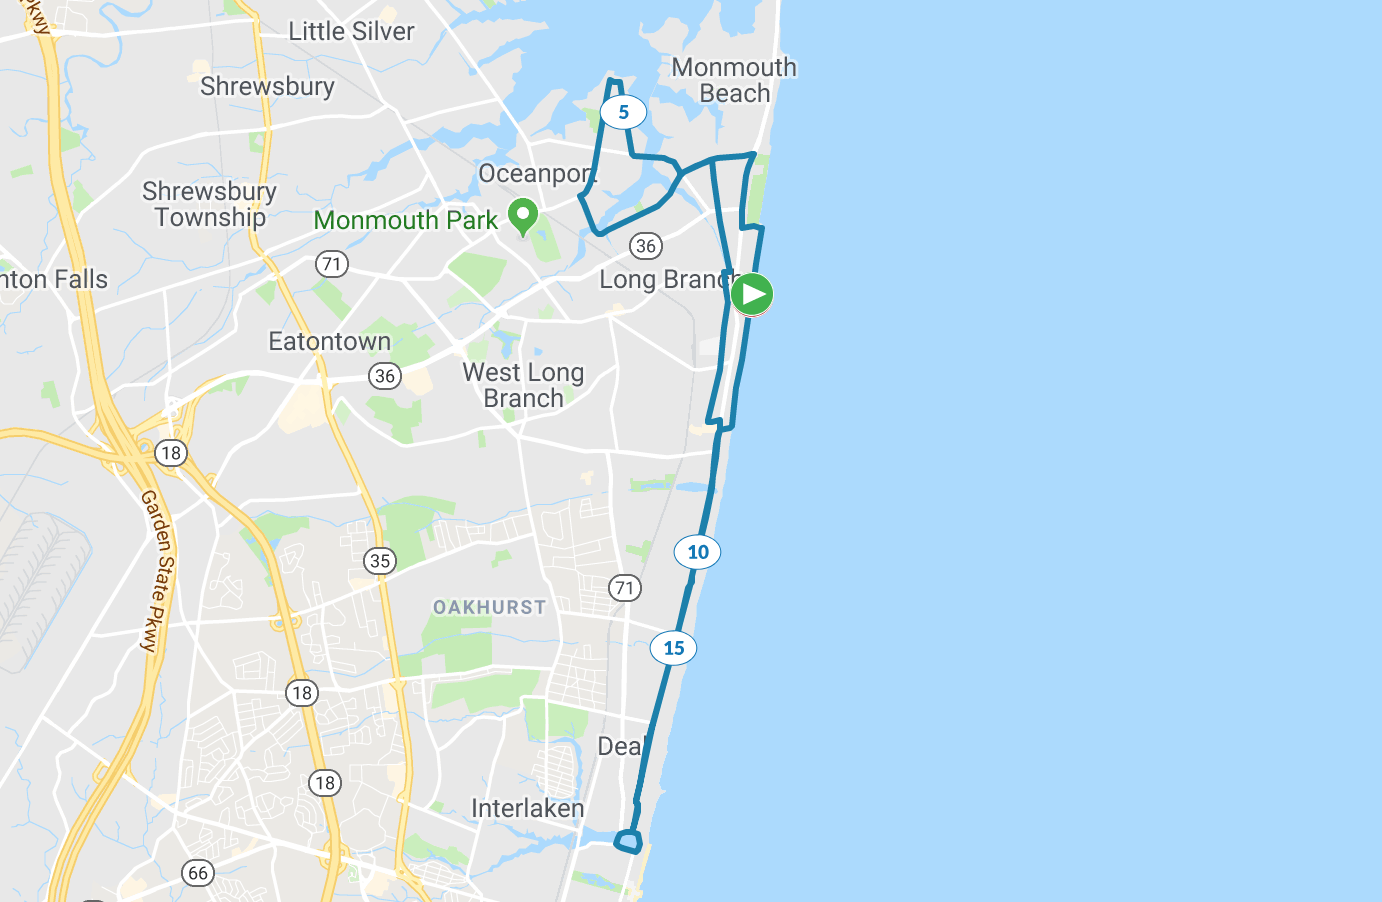 Pkwy
Little Silver
Monmouth
Beach
Shrewsbury
5
Oceanport
Shrewsbury
Township
Monmouth Park
36
71
nton Falls
Long Branch
Eatontown
36
West Long
Branch
18
Garden State Pkwy
10
35
71
OAKHURST
15
18
Deal
18
Interlaken
66